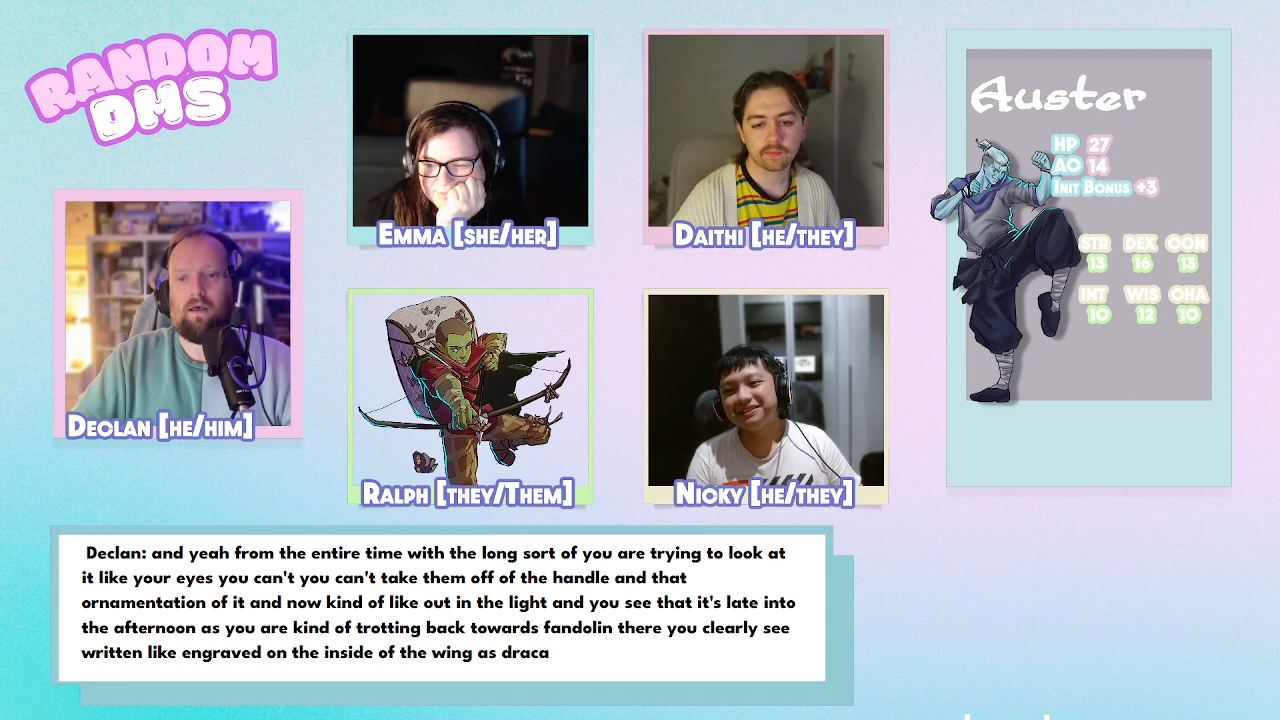 RANDOM
DMS
EMMA [SHE/HER]
DAITHI [HE/THEY]
DECLAN [HE/HIM]
RALPH [THEY/THEM]
NICKY [HE/THEY]
Auster
HP 27
AC 14
INIT BONUS +3
STR DEX CON
13 16 13
INT WIS CHA
10 12 10
Declan: and yeah from the entire time with the long sort of you are trying to look at
it like your eyes you can't you can't take them off of the handle and that
ornamentation of it and now kind of like out in the light and you see that it's late into
the afternoon as you are kind of trotting back towards fandolin there you clearly see
written like engraved on the inside of the wing as draca